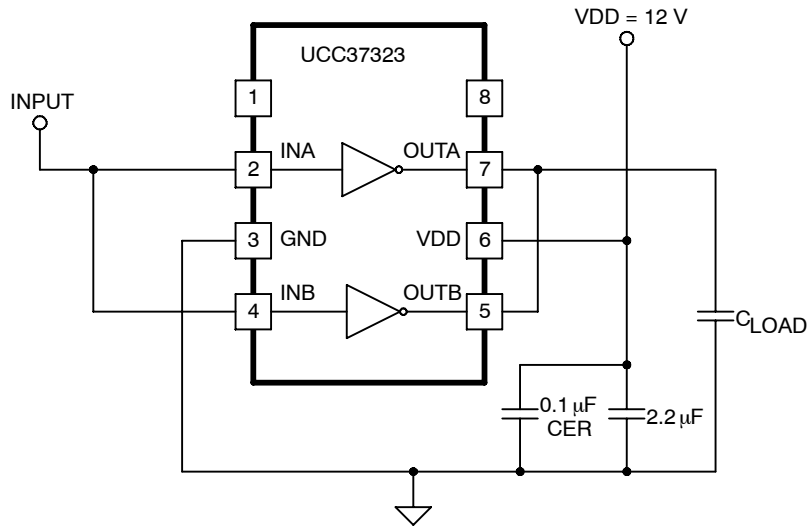 VDD = 12 V
UCC37323
INPUT
1
8
INA
OUTA
2
7
3
GND
VDD
6
INB
OUTB
4
5
CLOAD
0.1 μF
CER
2.2 μF